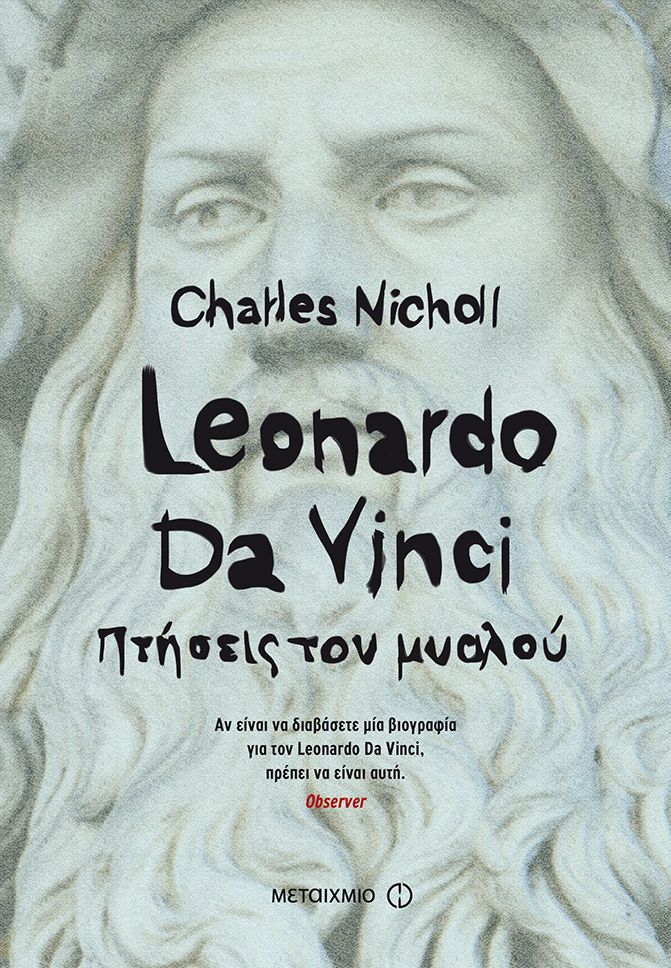 Charles Nicholl
Leonardo
Da Vinci
Πτήσεις του μυαλού
Αν είναι να διαβάσετε μία βιογραφία
για τον Leonardo Da Vinci,
πρέπει να είναι αυτή.
Observer
ΜΕΤΑΙΧΜΙΟ